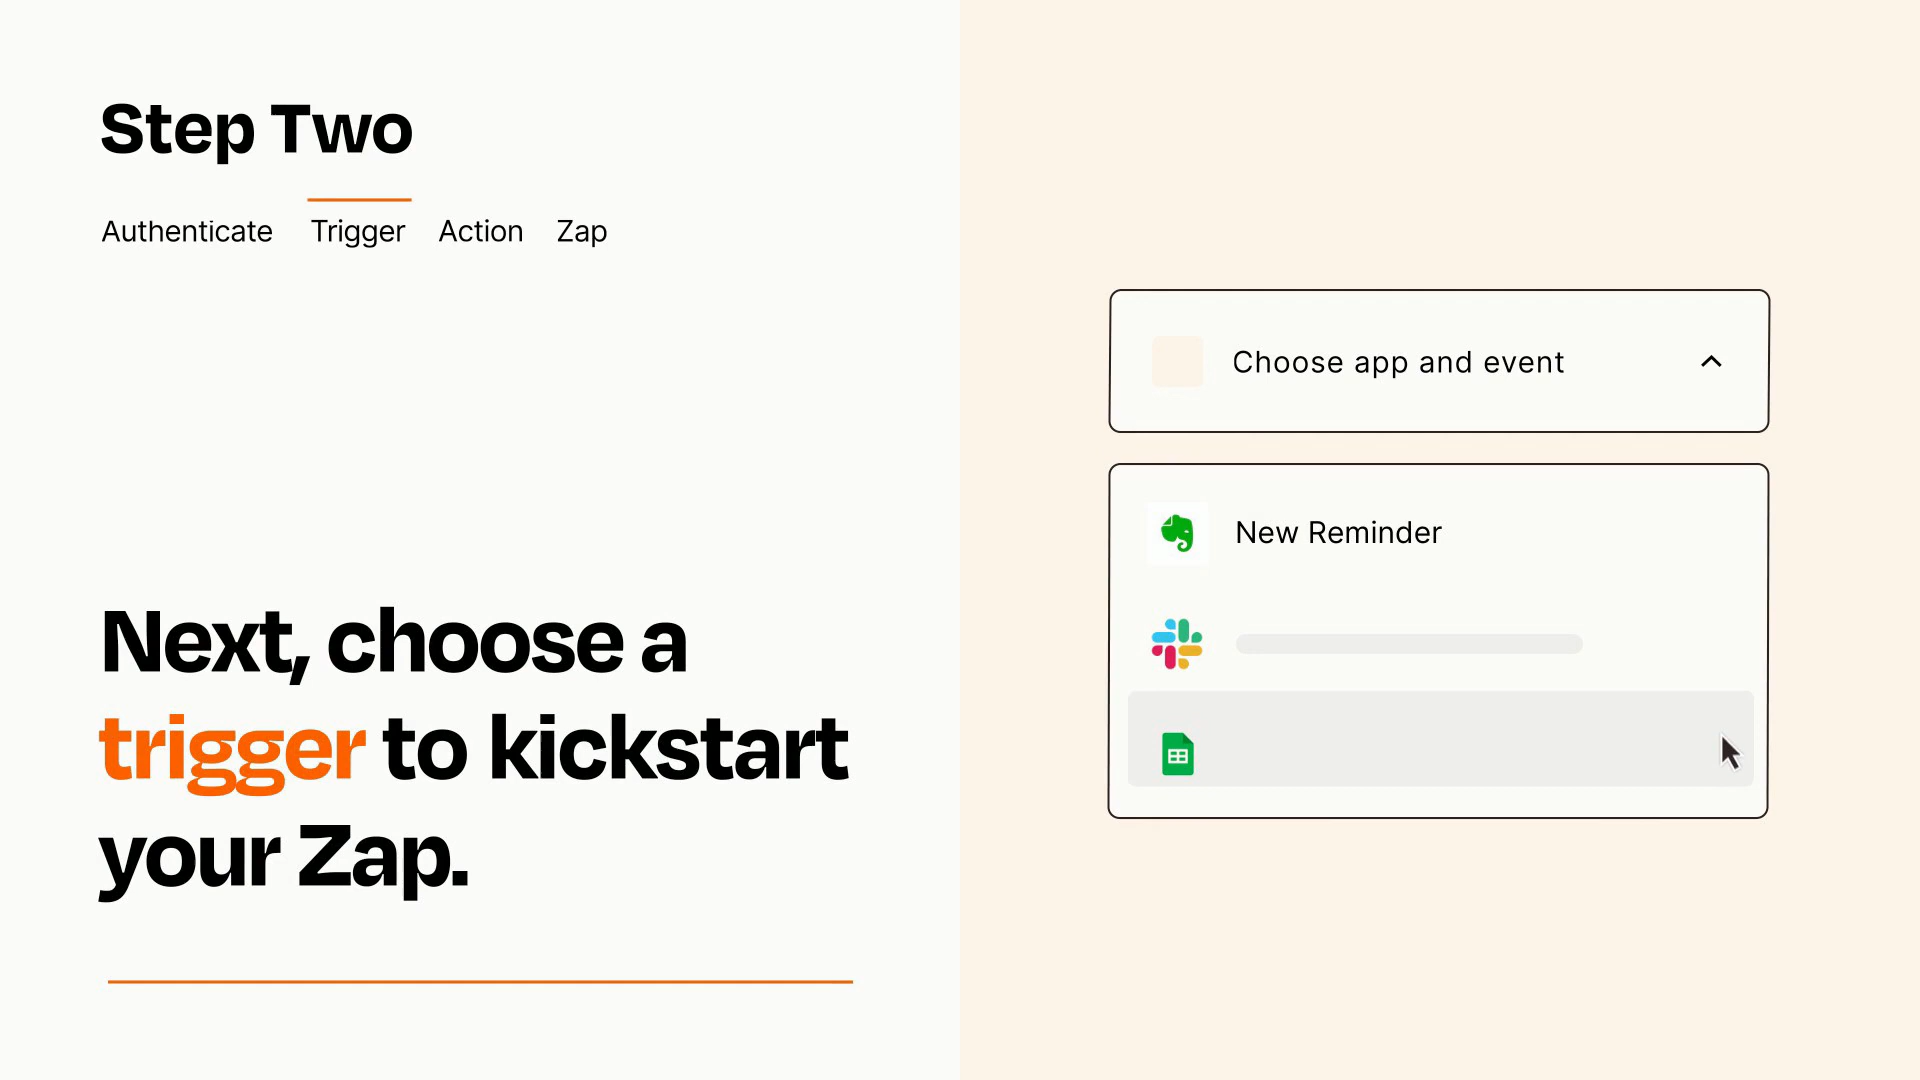 Step Two
Authenticate Trigger Action Zap
Next, choose a
trigger to kickstart
your Zap.
Choose app and event
New Reminder